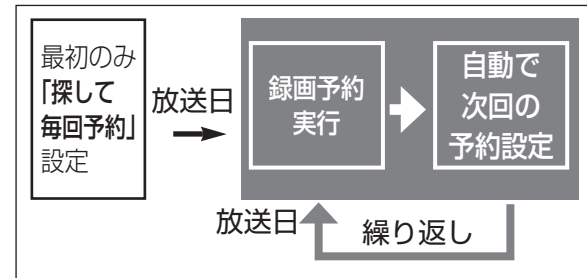 最初のみ
「探して
毎回予約」
設定
放送日
録画予約
実行
自動で
次回の
予約設定
放送日
繰り返し